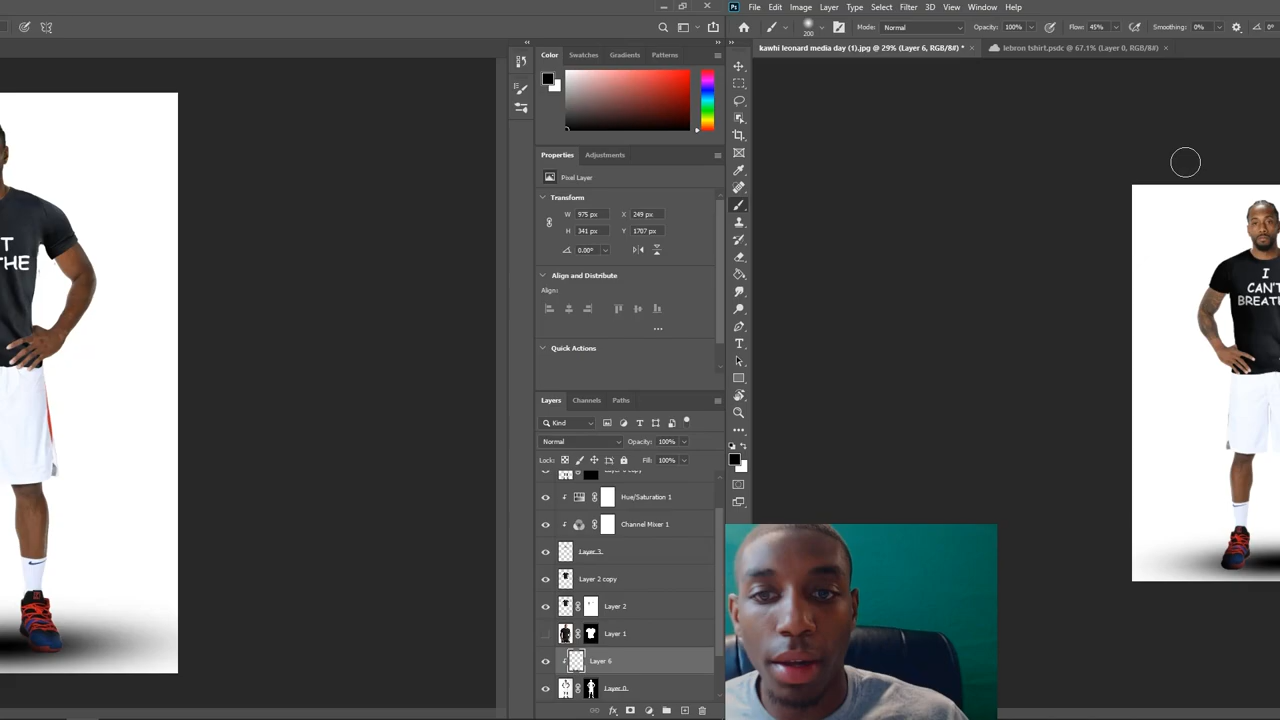 File Edit Image Layer Type Select Filter 3D View Window Help
200 Mode: Normal Opacity: 100% Flow: 45% Smoothing: 0% 0°
kawhi leonard media day (1).jpg @ 29% (Layer 6, RGB/8#) * × lebron tshirt.psdc @ 67.1% (Layer 0, RGB/8#) ×
Color Swatches Gradients Patterns
Properties Adjustments
Pixel Layer
Transform
W 975 px X 249 px
H 341 px Y 1707 px
0.00°
Align and Distribute
Align:
Quick Actions
Layers Channels Paths
Kind
Normal Opacity: 100%
Lock: Fill: 100%
Hue/Saturation 1
Channel Mixer 1
Layer 3
Layer 2 copy
Layer 2
Layer 1
Layer 6
Layer 0
T
THE
I
CAN'T
BREATH